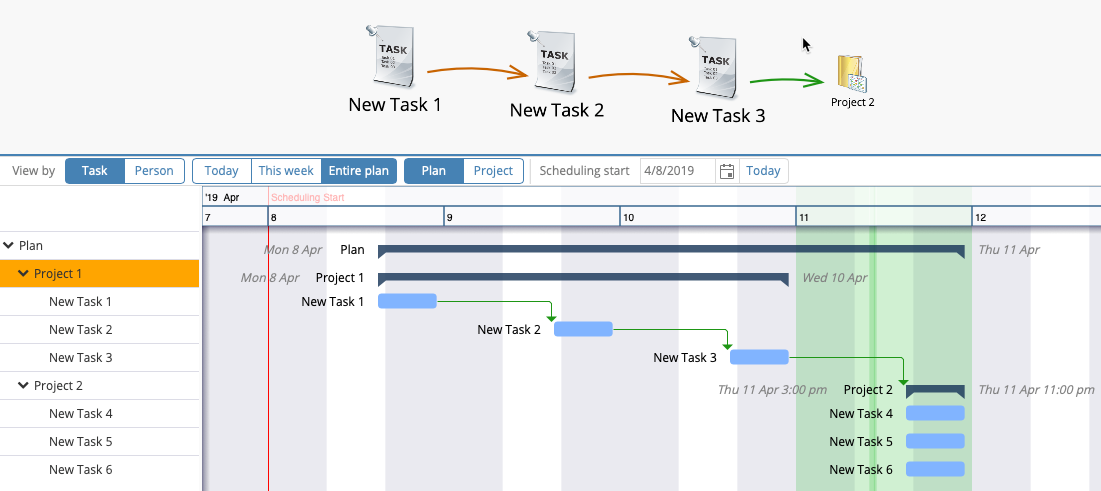 TASK
TASK
TASK
New Task 1
New Task 2
New Task 3
Project 2
View by Task Person Today This week Entire plan Plan Project Scheduling start 4/8/2019 Today
'19 Apr Scheduling Start
7 8 9 10 11 12
Plan Mon 8 Apr Plan Thu 11 Apr
Project 1 Mon 8 Apr Project 1 Wed 10 Apr
New Task 1 New Task 1
New Task 2 New Task 2
New Task 3 New Task 3
Project 2 Thu 11 Apr 3:00 pm Project 2 Thu 11 Apr 11:00 pm
New Task 4 New Task 4
New Task 5 New Task 5
New Task 6 New Task 6